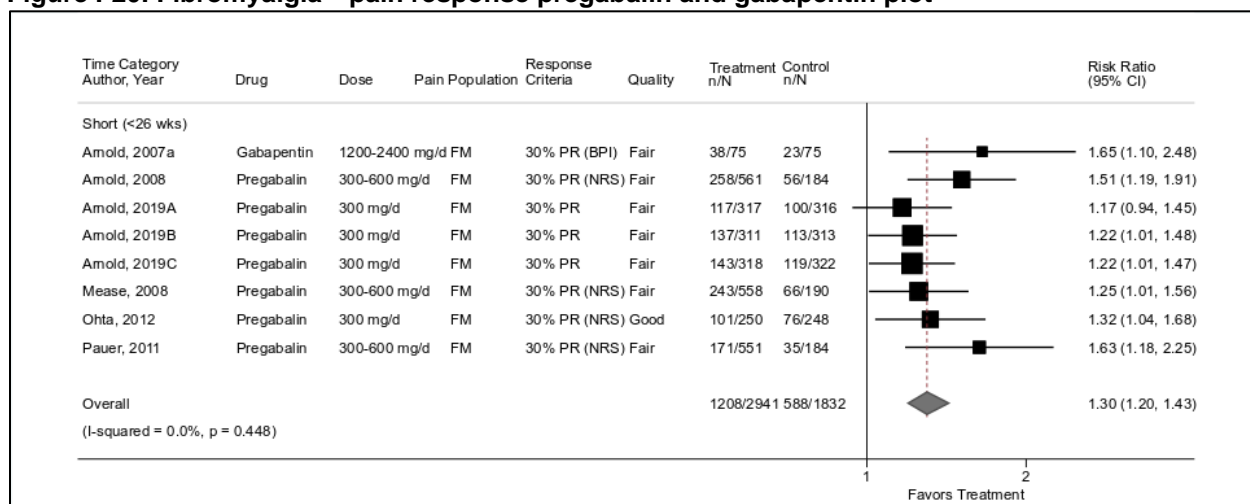 Fibromyalgia—pain response pregabalin and gabapentin plot
Time Category
Author, Year Drug Dose Pain Population Response Criteria Quality Treatment n/N Control n/N Risk Ratio (95% CI)
Short (<26 wks)
Arnold, 2007a Gabapentin 1200-2400 mg/d FM 30% PR (BPI) Fair 38/75 23/75 1.65 (1.10, 2.48)
Arnold, 2008 Pregabalin 300-600 mg/d FM 30% PR (NRS) Fair 258/561 56/184 1.51 (1.19, 1.91)
Arnold, 2019A Pregabalin 300 mg/d FM 30% PR Fair 117/317 100/316 1.17 (0.94, 1.45)
Arnold, 2019B Pregabalin 300 mg/d FM 30% PR Fair 137/311 113/313 1.22 (1.01, 1.48)
Arnold, 2019C Pregabalin 300 mg/d FM 30% PR Fair 143/318 119/322 1.22 (1.01, 1.47)
Mease, 2008 Pregabalin 300-600 mg/d FM 30% PR (NRS) Fair 243/558 66/190 1.25 (1.01, 1.56)
Ohta, 2012 Pregabalin 300 mg/d FM 30% PR (NRS) Good 101/250 76/248 1.32 (1.04, 1.68)
Pauer, 2011 Pregabalin 300-600 mg/d FM 30% PR (NRS) Fair 171/551 35/184 1.63 (1.18, 2.25)
Overall 1208/2941 588/1832 1.30 (1.20, 1.43)
(I-squared = 0.0%, p = 0.448)
1 2
Favors Treatment